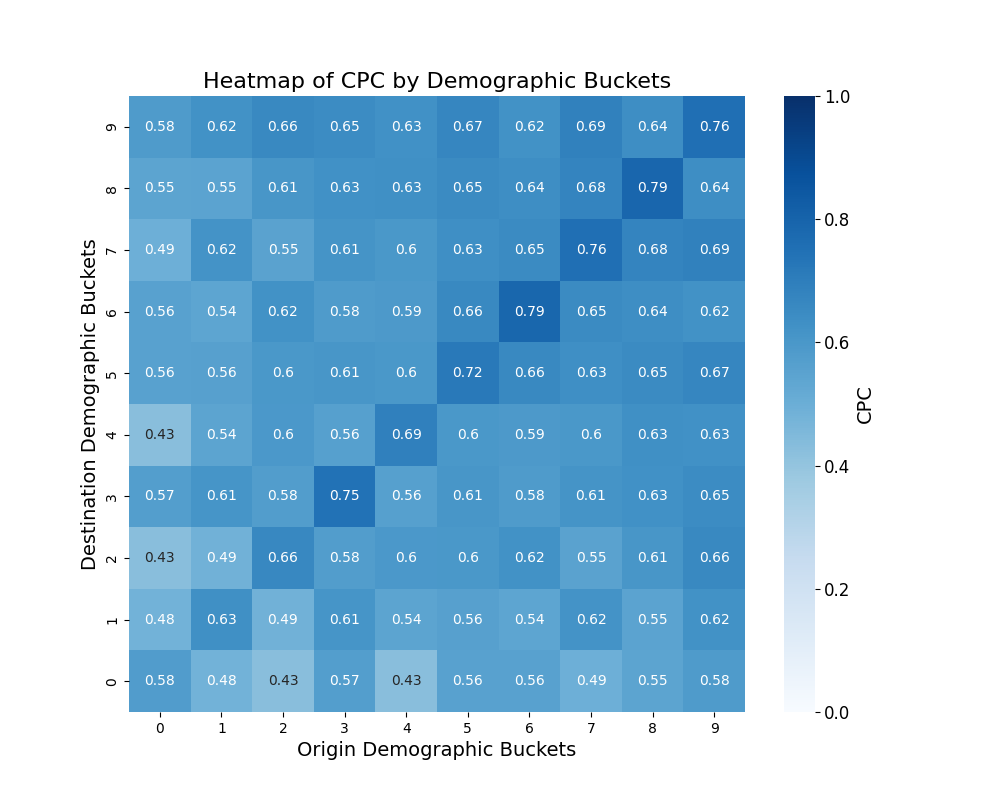 Heatmap of CPC by Demographic Buckets
9 0.58 0.62 0.66 0.65 0.63 0.67 0.62 0.69 0.64 0.76
8 0.55 0.55 0.61 0.63 0.63 0.65 0.64 0.68 0.79 0.64
7 0.49 0.62 0.55 0.61 0.6 0.63 0.65 0.76 0.68 0.69
6 0.56 0.54 0.62 0.58 0.59 0.66 0.79 0.65 0.64 0.62
5 0.56 0.56 0.6 0.61 0.6 0.72 0.66 0.63 0.65 0.67
4 0.43 0.54 0.6 0.56 0.69 0.6 0.59 0.6 0.63 0.63
3 0.57 0.61 0.58 0.75 0.56 0.61 0.58 0.61 0.63 0.65
2 0.43 0.49 0.66 0.58 0.6 0.6 0.62 0.55 0.61 0.66
1 0.48 0.63 0.49 0.61 0.54 0.56 0.54 0.62 0.55 0.62
0 0.58 0.48 0.43 0.57 0.43 0.56 0.56 0.49 0.55 0.58
0 1 2 3 4 5 6 7 8 9
Origin Demographic Buckets
Destination Demographic Buckets
1.0
0.8
0.6
0.4
0.2
0.0
CPC